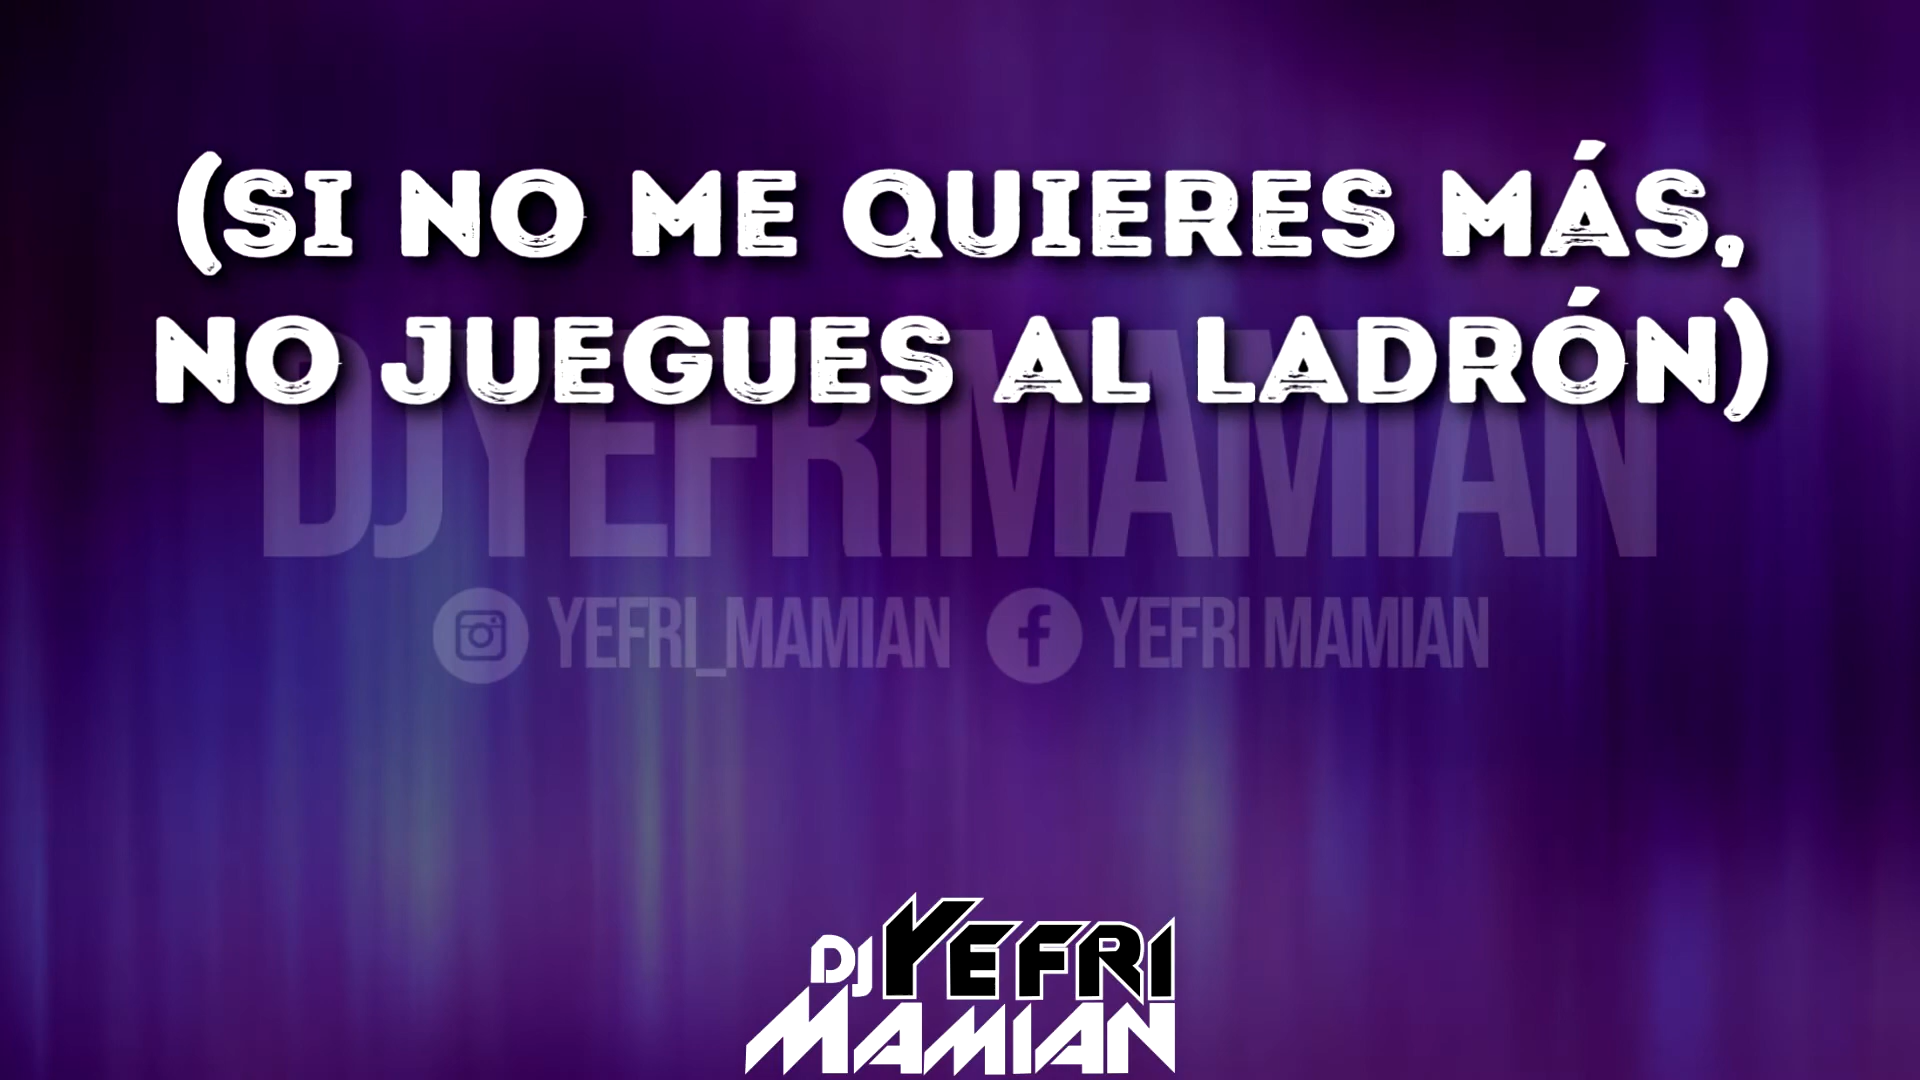 (SI NO ME QUIERES MÁS,
NO JUEGUES AL LADRÓN)
DJYEFRIMAMIAN
YEFRI_MAMIAN YEFRI MAMIAN
DJ YEFRI
MAMIAN